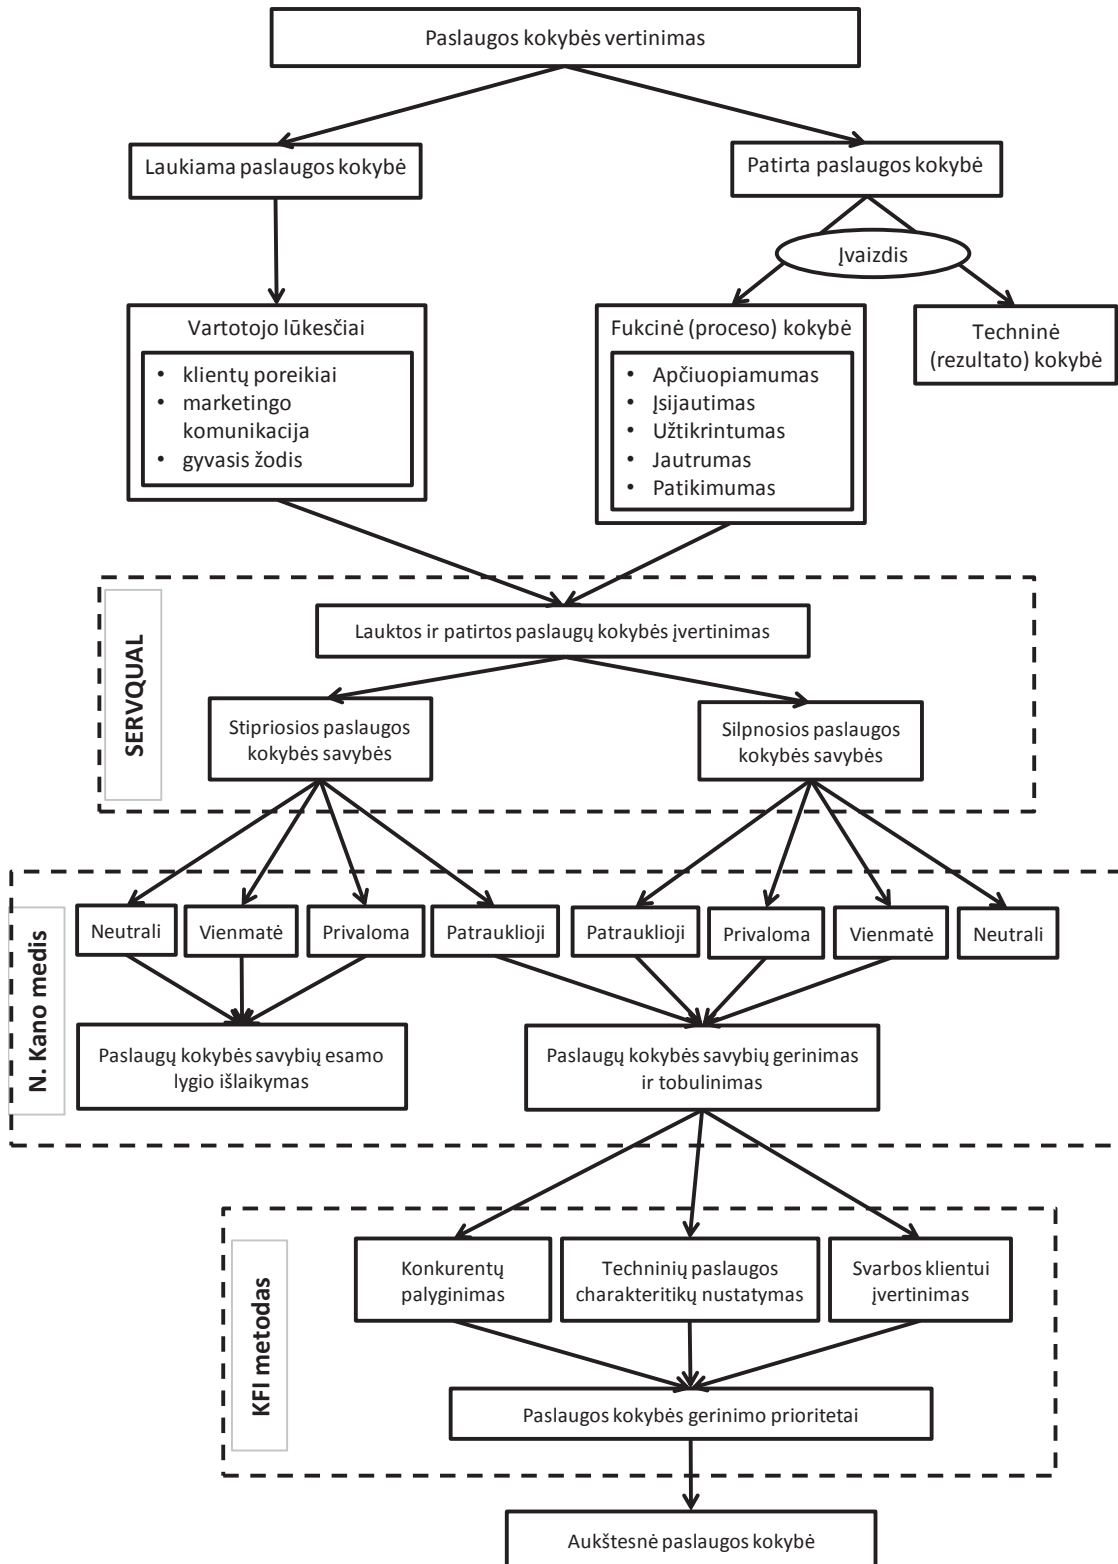 Paslaugos kokybės vertinimas
Laukiama paslaugos kokybė
Patirta paslaugos kokybė
Įvaizdis
Vartotojo lūkesčiai
• klientų poreikiai
• marketingo
komunikacija
• gyvasis žodis
Fukcinė (proceso) kokybė
• Apčiuopiamumas
• Įsijautimas
• Užtikrintumas
• Jautrumas
• Patikimumas
Techninė
(rezultato) kokybė
SERVQUAL
Lauktos ir patirtos paslaugų kokybės įvertinimas
Stipriosios paslaugos
kokybės savybės
Silpnosios paslaugos
kokybės savybės
N. Kano medis
Neutrali
Vienmatė
Privaloma
Patrauklioji
Patrauklioji
Privaloma
Vienmatė
Neutrali
Paslaugų kokybės savybių esamo
lygio išlaikymas
Paslaugų kokybės savybių gerinimas
ir tobulinimas
KFI metodas
Konkurentų
palyginimas
Techninių paslaugos
charakteritikų nustatymas
Svarbos klientui
įvertinimas
Paslaugos kokybės gerinimo prioritetai
Aukštesnė paslaugos kokybė